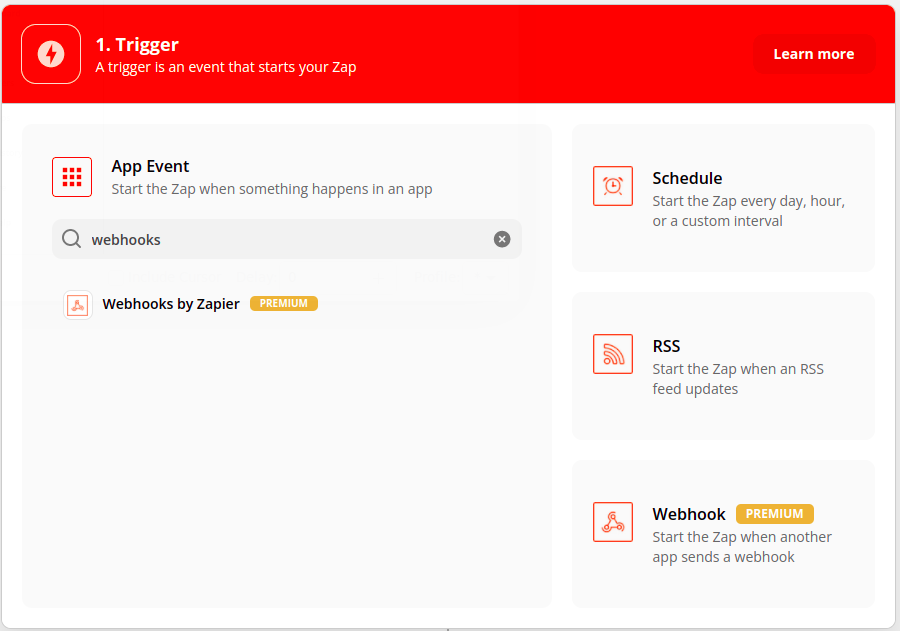 1. Trigger
A trigger is an event that starts your Zap
Learn more
App Event
Start the Zap when something happens in an app
webhooks
Webhooks by Zapier PREMIUM
Schedule
Start the Zap every day, hour,
or a custom interval
RSS
Start the Zap when an RSS
feed updates
Webhook PREMIUM
Start the Zap when another
app sends a webhook